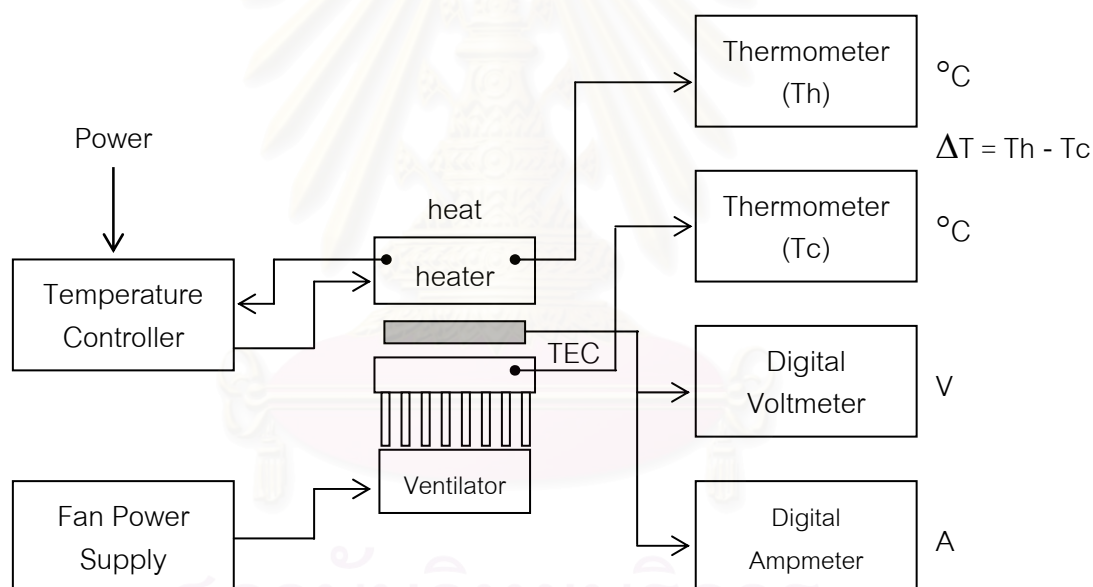 Thermometer
(Th)
°C
ΔT = Th - Tc
Power
Thermometer
(Tc)
°C
heat
heater
Temperature
Controller
TEC
Digital
Voltmeter
V
Ventilator
Fan Power
Supply
Digital
Ampmeter
A